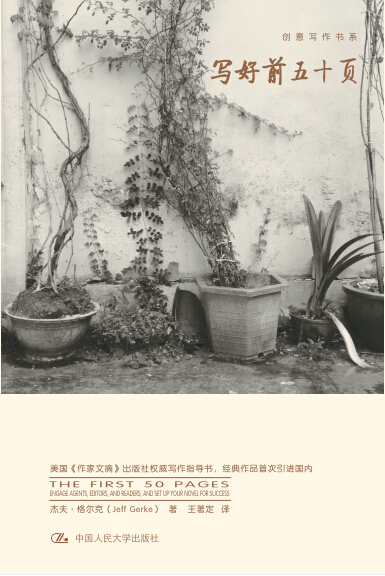 创意写作书系
写好前五十页
美国《作家文摘》出版社权威写作指导书，经典作品首次引进国内
THE FIRST 50 PAGES
ENGAGE AGENTS, EDITORS, AND READERS, AND SET UP YOUR NOVEL FOR SUCCESS
杰夫·格尔克（Jeff Gerke） 著 王著定 译
中国人民大学出版社